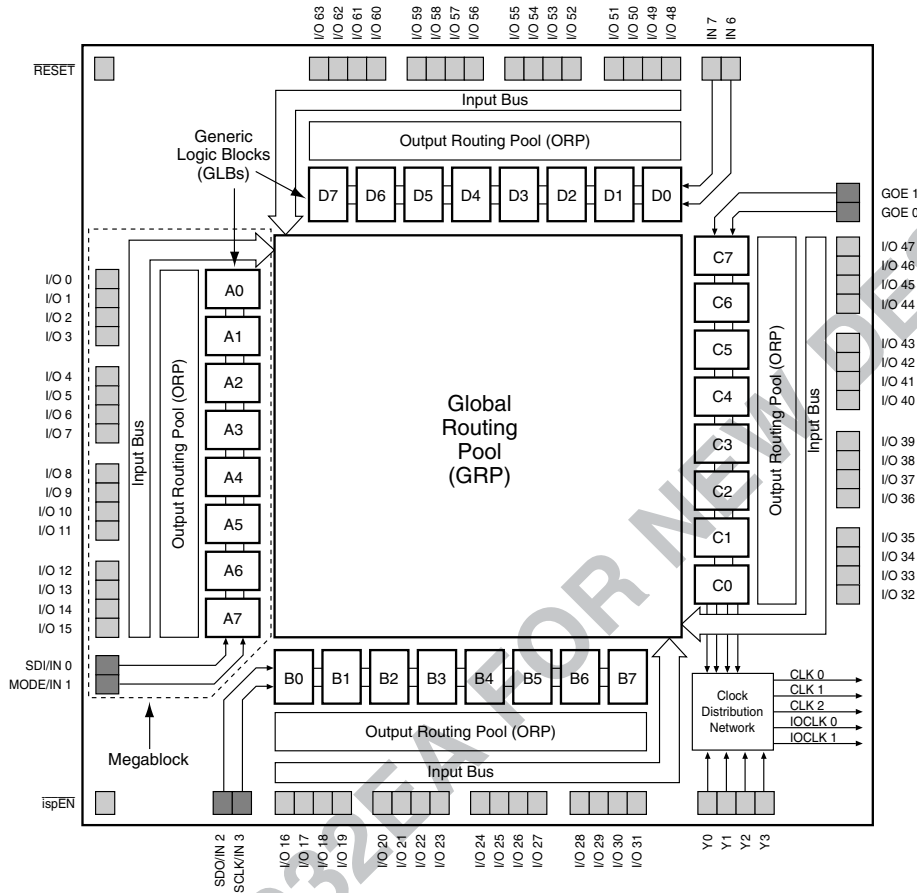 I/O 63
I/O 62
I/O 61
I/O 60
I/O 59
I/O 58
I/O 57
I/O 56
I/O 55
I/O 54
I/O 53
I/O 52
I/O 51
I/O 50
I/O 49
I/O 48
IN 7
IN 6
RESET
Input Bus
Output Routing Pool (ORP)
Generic
Logic Blocks
(GLBs)
D7
D6
D5
D4
D3
D2
D1
D0
GOE 1
GOE 0
I/O 0
I/O 1
I/O 2
I/O 3
I/O 4
I/O 5
I/O 6
I/O 7
I/O 8
I/O 9
I/O 10
I/O 11
I/O 12
I/O 13
I/O 14
I/O 15
SDI/IN 0
MODE/IN 1
Input Bus
Output Routing Pool (ORP)
A0
A1
A2
A3
A4
A5
A6
A7
Global
Routing
Pool
(GRP)
C7
C6
C5
C4
C3
C2
C1
C0
Output Routing Pool (ORP)
Input Bus
I/O 47
I/O 46
I/O 45
I/O 44
I/O 43
I/O 42
I/O 41
I/O 40
I/O 39
I/O 38
I/O 37
I/O 36
I/O 35
I/O 34
I/O 33
I/O 32
B0
B1
B2
B3
B4
B5
B6
B7
Output Routing Pool (ORP)
Input Bus
Megablock
Clock
Distribution
Network
CLK 0
CLK 1
CLK 2
IOCLK 0
IOCLK 1
ispEN
SDO/IN 2
SCLK/IN 3
I/O 16
I/O 17
I/O 18
I/O 19
I/O 20
I/O 21
I/O 22
I/O 23
I/O 24
I/O 25
I/O 26
I/O 27
I/O 28
I/O 29
I/O 30
I/O 31
Y0
Y1
Y2
Y3
032EA FOR NEW DES